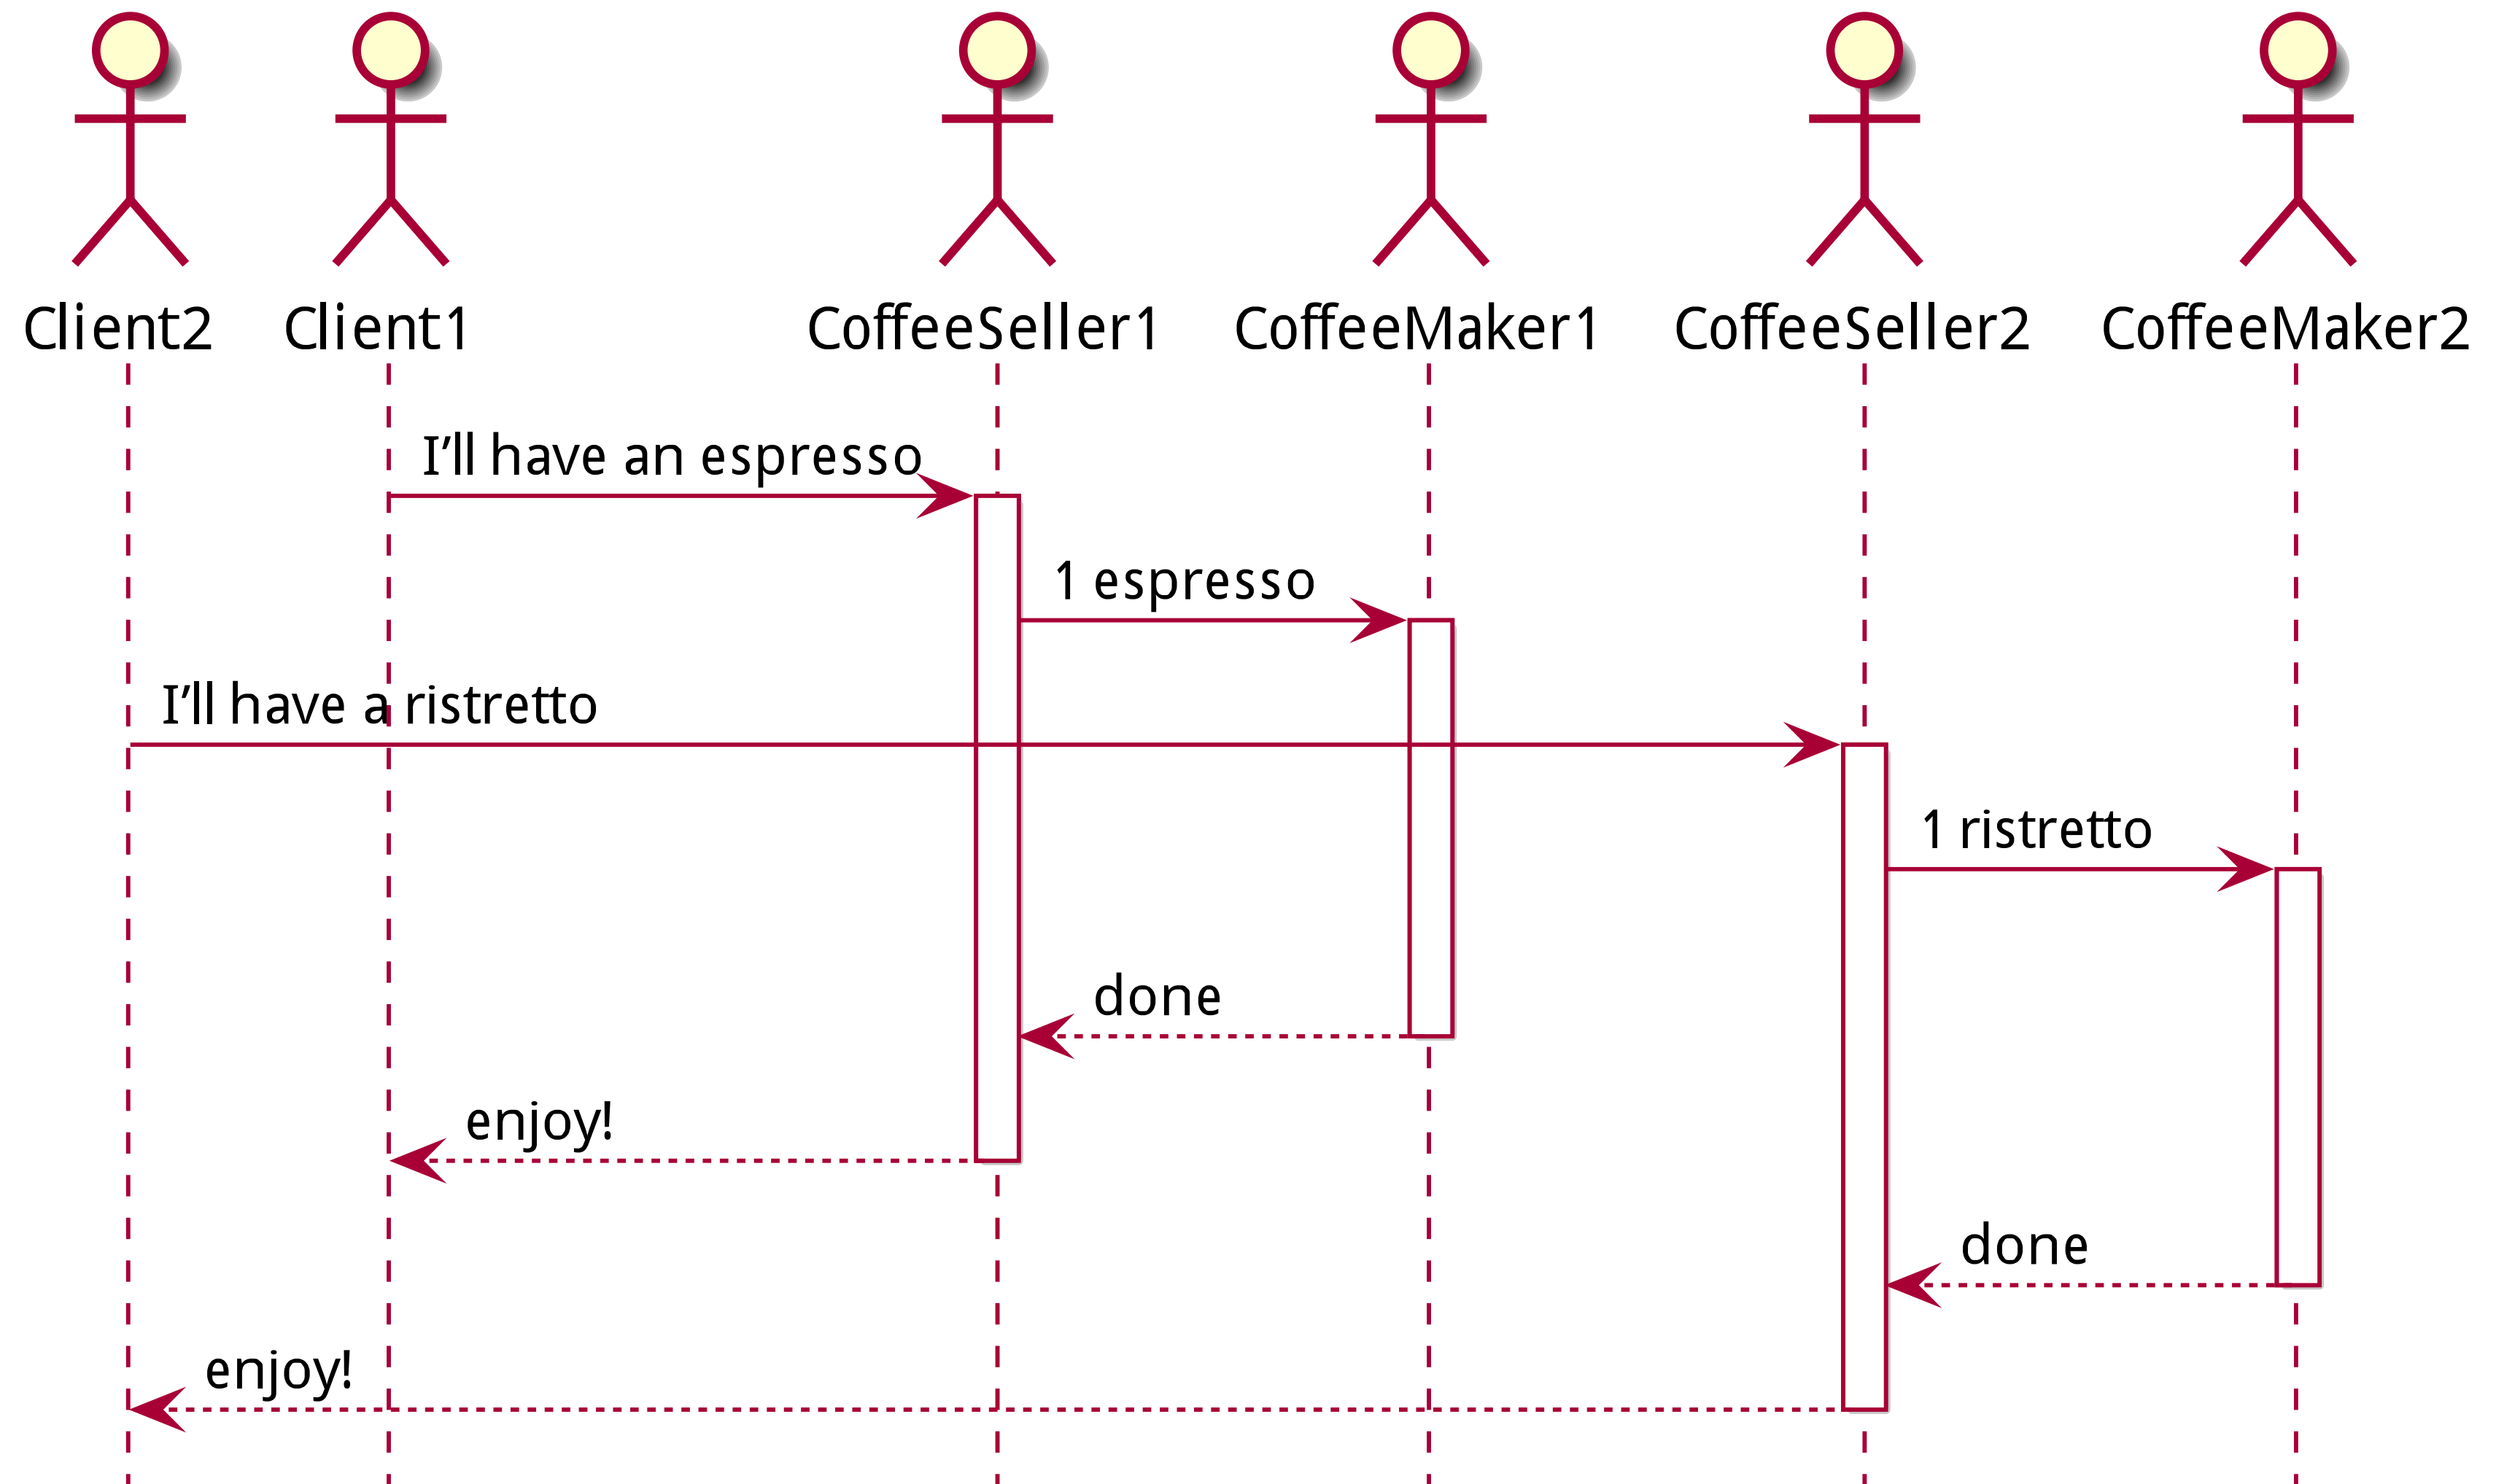 Client2 Client1 CoffeeSeller1 CoffeeMaker1 CoffeeSeller2 CoffeeMaker2
I'll have an espresso
1 espresso
I'll have a ristretto
1 ristretto
done
enjoy!
done
enjoy!